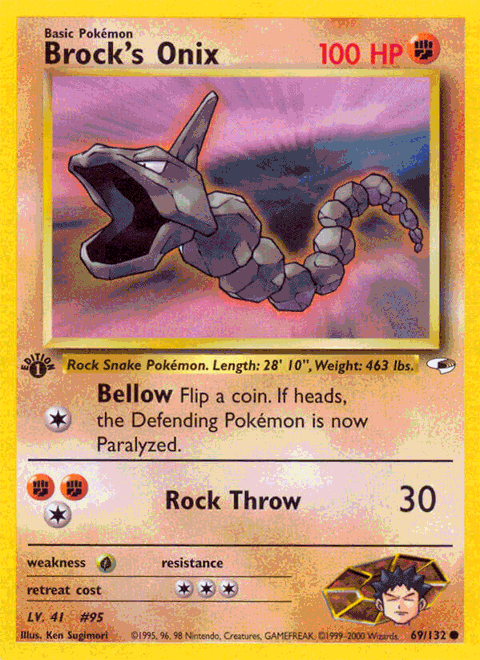 Basic Pokémon
Brock's Onix 100 HP
EDITION
1
Rock Snake Pokémon. Length: 28' 10", Weight: 463 lbs.
Bellow Flip a coin. If heads,
the Defending Pokémon is now
Paralyzed.
Rock Throw 30
weakness resistance
retreat cost
LV. 41 #95
Illus. Ken Sugimori ©1995, 96, 98 Nintendo, Creatures, GAMEFREAK. ©1999-2000 Wizards. 69/132